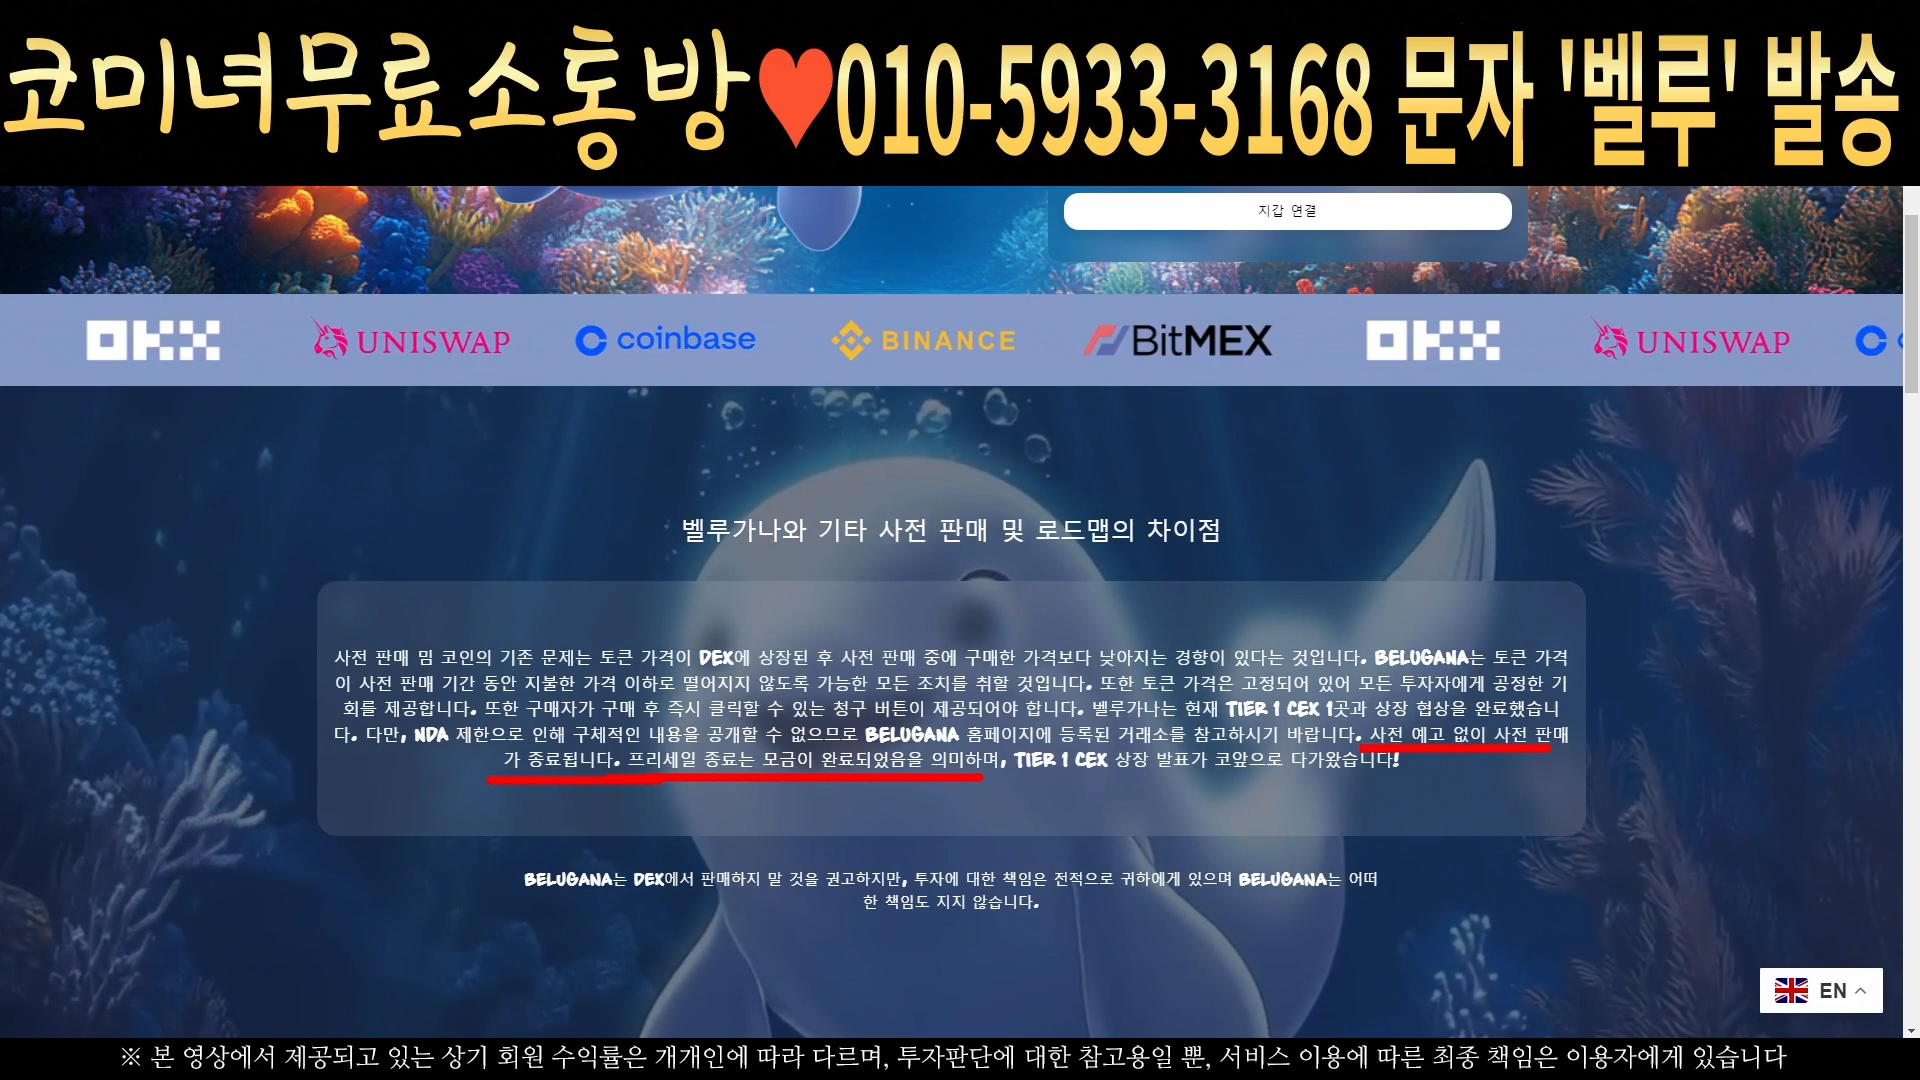 코미녀무료소통방♥010-5933-3168 문자 '벨루' 발송
지갑 연결
OKX UNISWAP coinbase BINANCE BitMEX OKX UNISWAP
벨루가나와 기타 사전 판매 및 로드맵의 차이점
사전 판매 밈 코인의 기존 문제는 토큰 가격이 DEX에 상장된 후 사전 판매 중에 구매한 가격보다 낮아지는 경향이 있다는 것입니다. BELUGANA는 토큰 가격
이 사전 판매 기간 동안 지불한 가격 이하로 떨어지지 않도록 가능한 모든 조치를 취할 것입니다. 또한 토큰 가격은 고정되어 있어 모든 투자자에게 공정한 기
회를 제공합니다. 또한 구매자가 구매 후 즉시 클릭할 수 있는 청구 버튼이 제공되어야 합니다. 벨루가나는 현재 TIER 1 CEX 1곳과 상장 협상을 완료했습니
다. 다만, NDA 제한으로 인해 구체적인 내용을 공개할 수 없으므로 BELUGANA 홈페이지에 등록된 거래소를 참고하시기 바랍니다. 사전 예고 없이 사전 판매
가 종료됩니다. 프리세일 종료는 모금이 완료되었음을 의미하며, TIER 1 CEX 상장 발표가 코앞으로 다가왔습니다!
BELUGANA는 DEX에서 판매하지 말 것을 권고하지만, 투자에 대한 책임은 전적으로 귀하에게 있으며 BELUGANA는 어떠
한 책임도 지지 않습니다.
EN
※ 본 영상에서 제공되고 있는 상기 회원 수익률은 개개인에 따라 다르며, 투자판단에 대한 참고용일 뿐, 서비스 이용에 따른 최종 책임은 이용자에게 있습니다